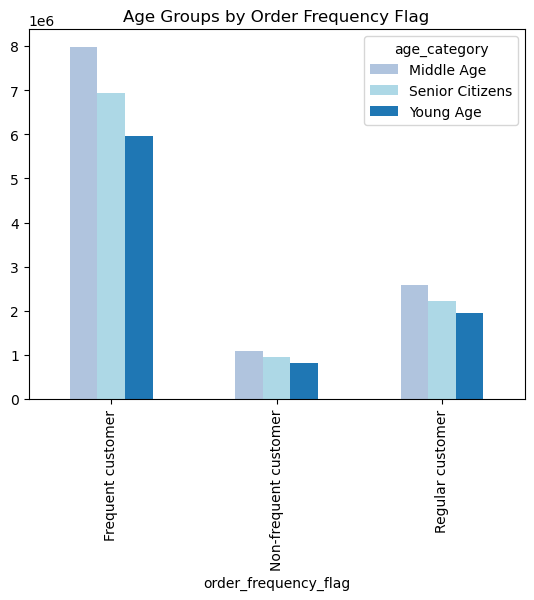 Age Groups by Order Frequency Flag
1e6
8
7
6
5
4
3
2
1
0
age_category
Middle Age
Senior Citizens
Young Age
Frequent customer
Non-frequent customer
Regular customer
order_frequency_flag